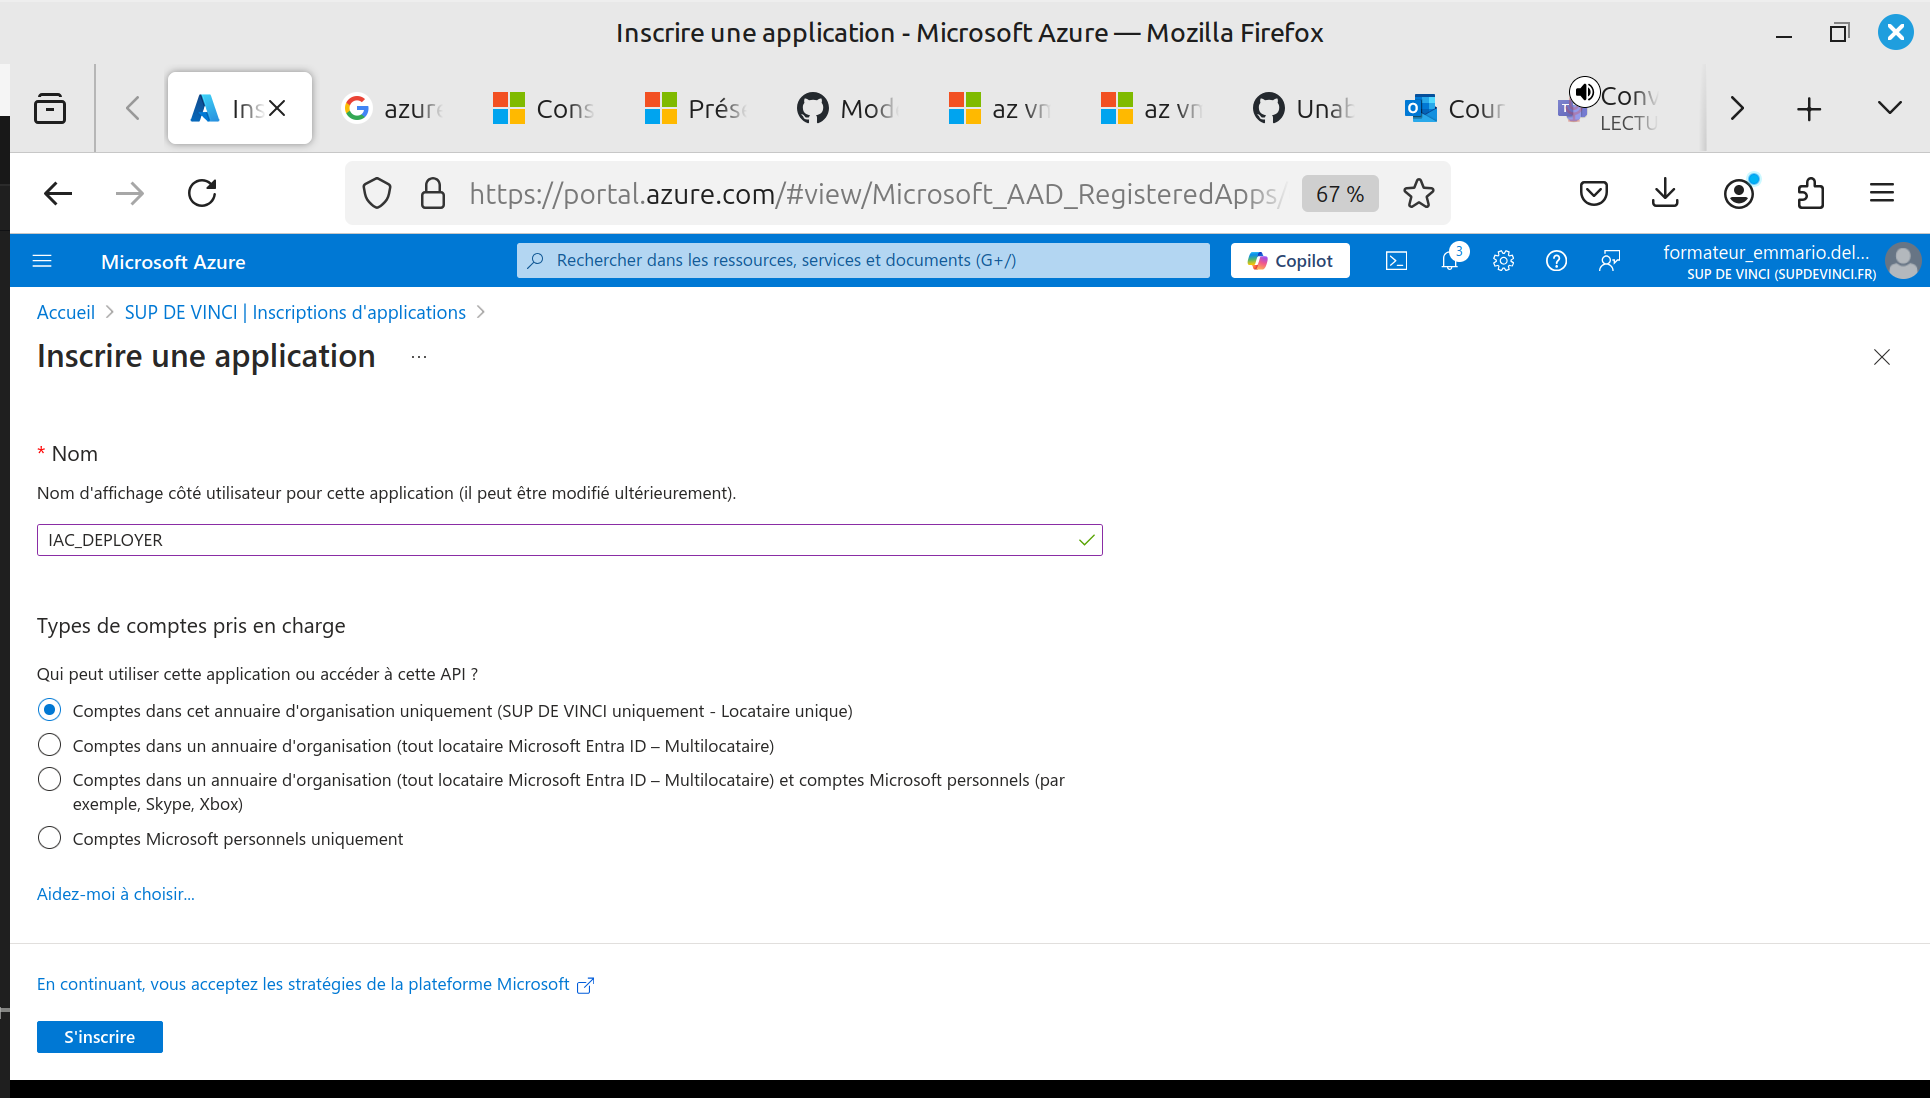 Inscrire une application - Microsoft Azure — Mozilla Firefox
Ins
azure
Cons
Prése
Mod
az vn
az vn
Unab
Cour
Conv
LECTU
https://portal.azure.com/#view/Microsoft_AAD_RegisteredApps/
67 %
Microsoft Azure
Rechercher dans les ressources, services et documents (G+/)
Copilot
3
formateur_emmario.del...
SUP DE VINCI (SUPDEVINCI.FR)
Accueil > SUP DE VINCI | Inscriptions d'applications >
Inscrire une application ...
* Nom
Nom d'affichage côté utilisateur pour cette application (il peut être modifié ultérieurement).
IAC_DEPLOYER
Types de comptes pris en charge
Qui peut utiliser cette application ou accéder à cette API ?
Comptes dans cet annuaire d'organisation uniquement (SUP DE VINCI uniquement - Locataire unique)
Comptes dans un annuaire d'organisation (tout locataire Microsoft Entra ID – Multilocataire)
Comptes dans un annuaire d'organisation (tout locataire Microsoft Entra ID – Multilocataire) et comptes Microsoft personnels (par
exemple, Skype, Xbox)
Comptes Microsoft personnels uniquement
Aidez-moi à choisir...
En continuant, vous acceptez les stratégies de la plateforme Microsoft
S'inscrire